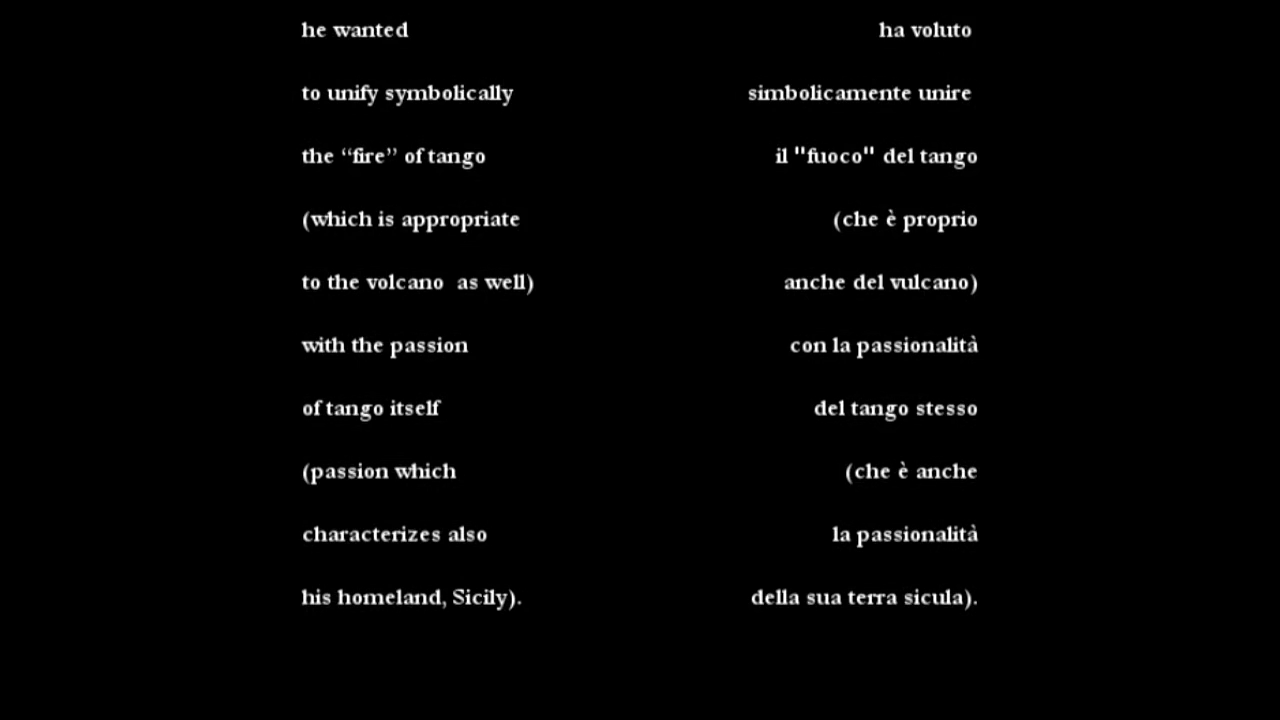 he wanted
to unify symbolically
the “fire” of tango
(which is appropriate
to the volcano  as well)
with the passion
of tango itself
(passion which
characterizes also
his homeland, Sicily).
ha voluto
simbolicamente unire
il "fuoco" del tango
(che è proprio
anche del vulcano)
con la passionalità
del tango stesso
(che è anche
la passionalità
della sua terra sicula).